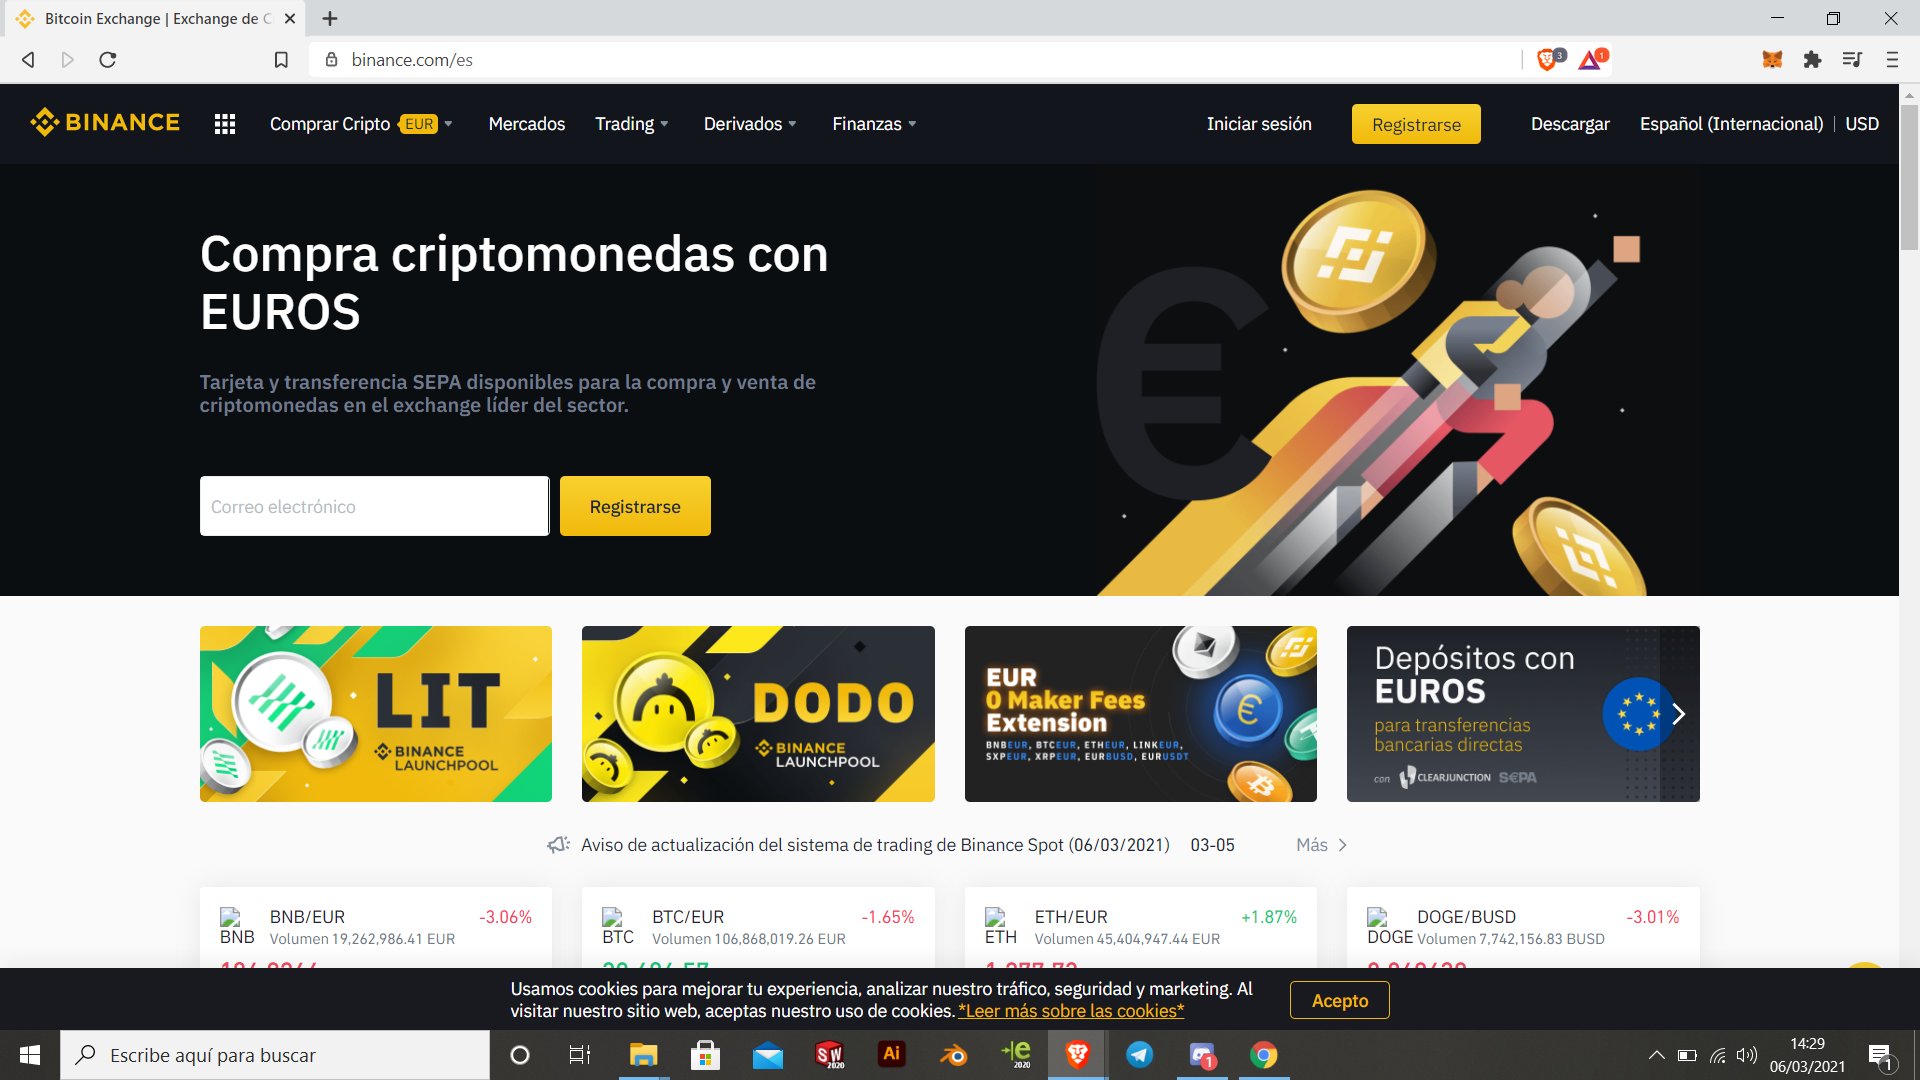 Bitcoin Exchange | Exchange de C
binance.com/es
3
1
BINANCE
Comprar Cripto EUR
Mercados
Trading
Derivados
Finanzas
Iniciar sesión
Registrarse
Descargar
Español (Internacional)
USD
Compra criptomonedas con
EUROS
Tarjeta y transferencia SEPA disponibles para la compra y venta de
criptomonedas en el exchange líder del sector.
Correo electrónico
Registrarse
LIT
BINANCE
LAUNCHPOOL
DODO
BINANCE
LAUNCHPOOL
EUR
0 Maker Fees
Extension
BNBEUR, BTCEUR, ETHEUR, LINKEUR,
SXPEUR, XRPEUR, EURBUSD, EURUSDT
Depósitos con
EUROS
para transferencias
bancarias directas
con CLEARJUNCTION SEPA
Aviso de actualización del sistema de trading de Binance Spot (06/03/2021) 03-05
Más
BNB
BNB/EUR
-3.06%
Volumen 19,262,986.41 EUR
BTC
BTC/EUR
-1.65%
Volumen 106,868,019.26 EUR
ETH
ETH/EUR
+1.87%
Volumen 45,404,947.44 EUR
DOGE
DOGE/BUSD
-3.01%
Volumen 7,742,156.83 BUSD
Usamos cookies para mejorar tu experiencia, analizar nuestro tráfico, seguridad y marketing. Al
visitar nuestro sitio web, aceptas nuestro uso de cookies. *Leer más sobre las cookies*
Acepto
Escribe aquí para buscar
SW
2020
Ai
e
2020
1
14:29
06/03/2021
1